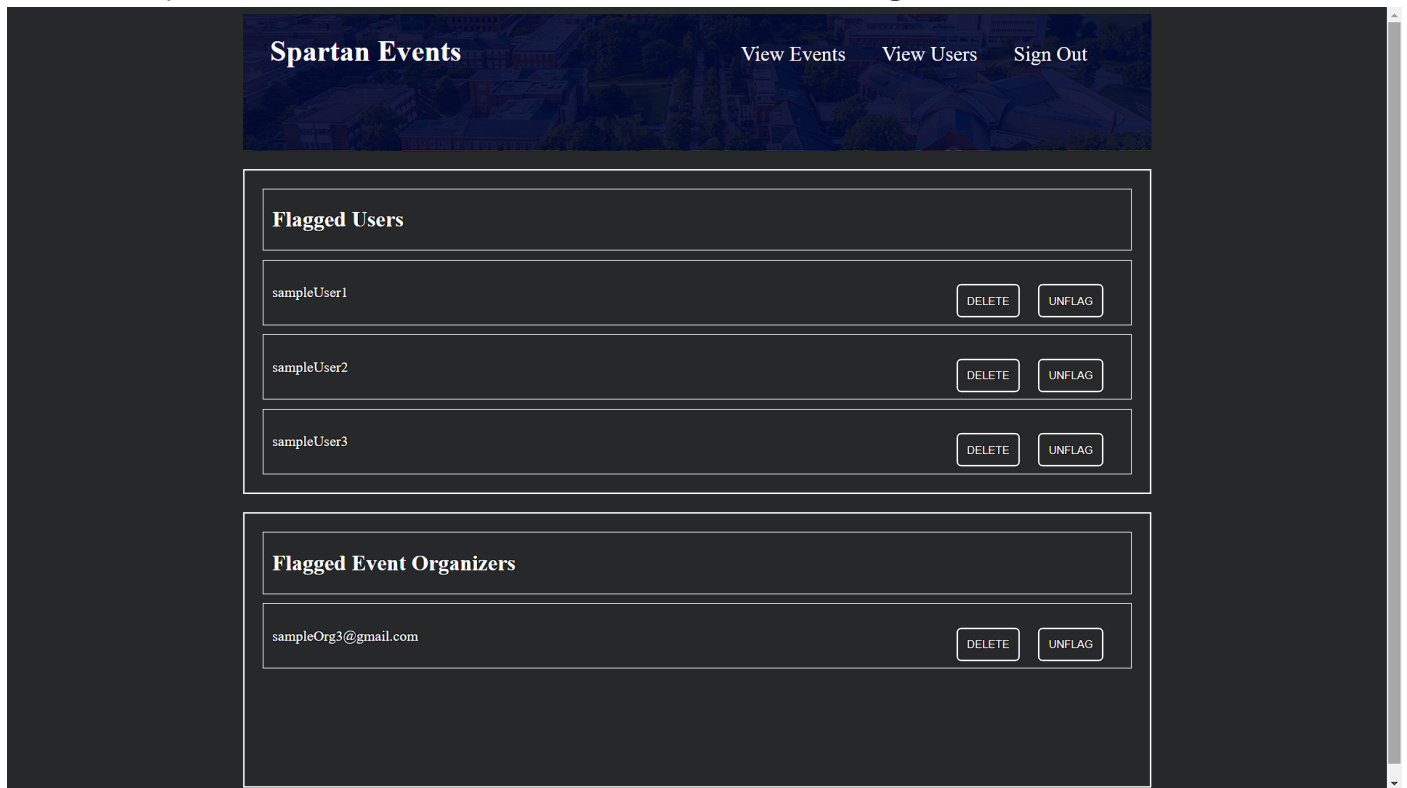 Spartan Events View Events View Users Sign Out
Flagged Users
sampleUser1 DELETE UNFLAG
sampleUser2 DELETE UNFLAG
sampleUser3 DELETE UNFLAG
Flagged Event Organizers
sampleOrg3@gmail.com DELETE UNFLAG